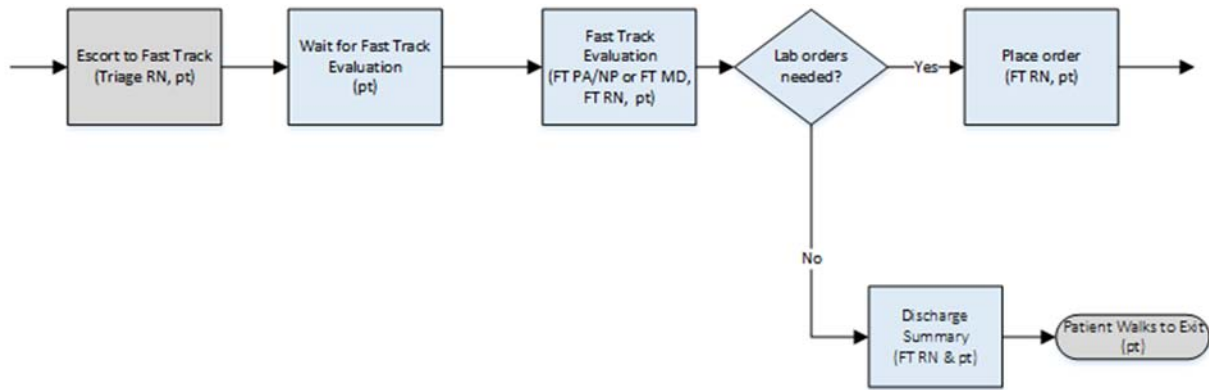 Escort to Fast Track
(Triage RN, pt)
Wait for Fast Track
Evaluation
(pt)
Fast Track
Evaluation
(FT PA/NP or FT MD,
FT RN, pt)
Lab orders
needed?
Yes
Place order
(FT RN, pt)
No
Discharge
Summary
(FT RN & pt)
Patient Walks to Exit
(pt)